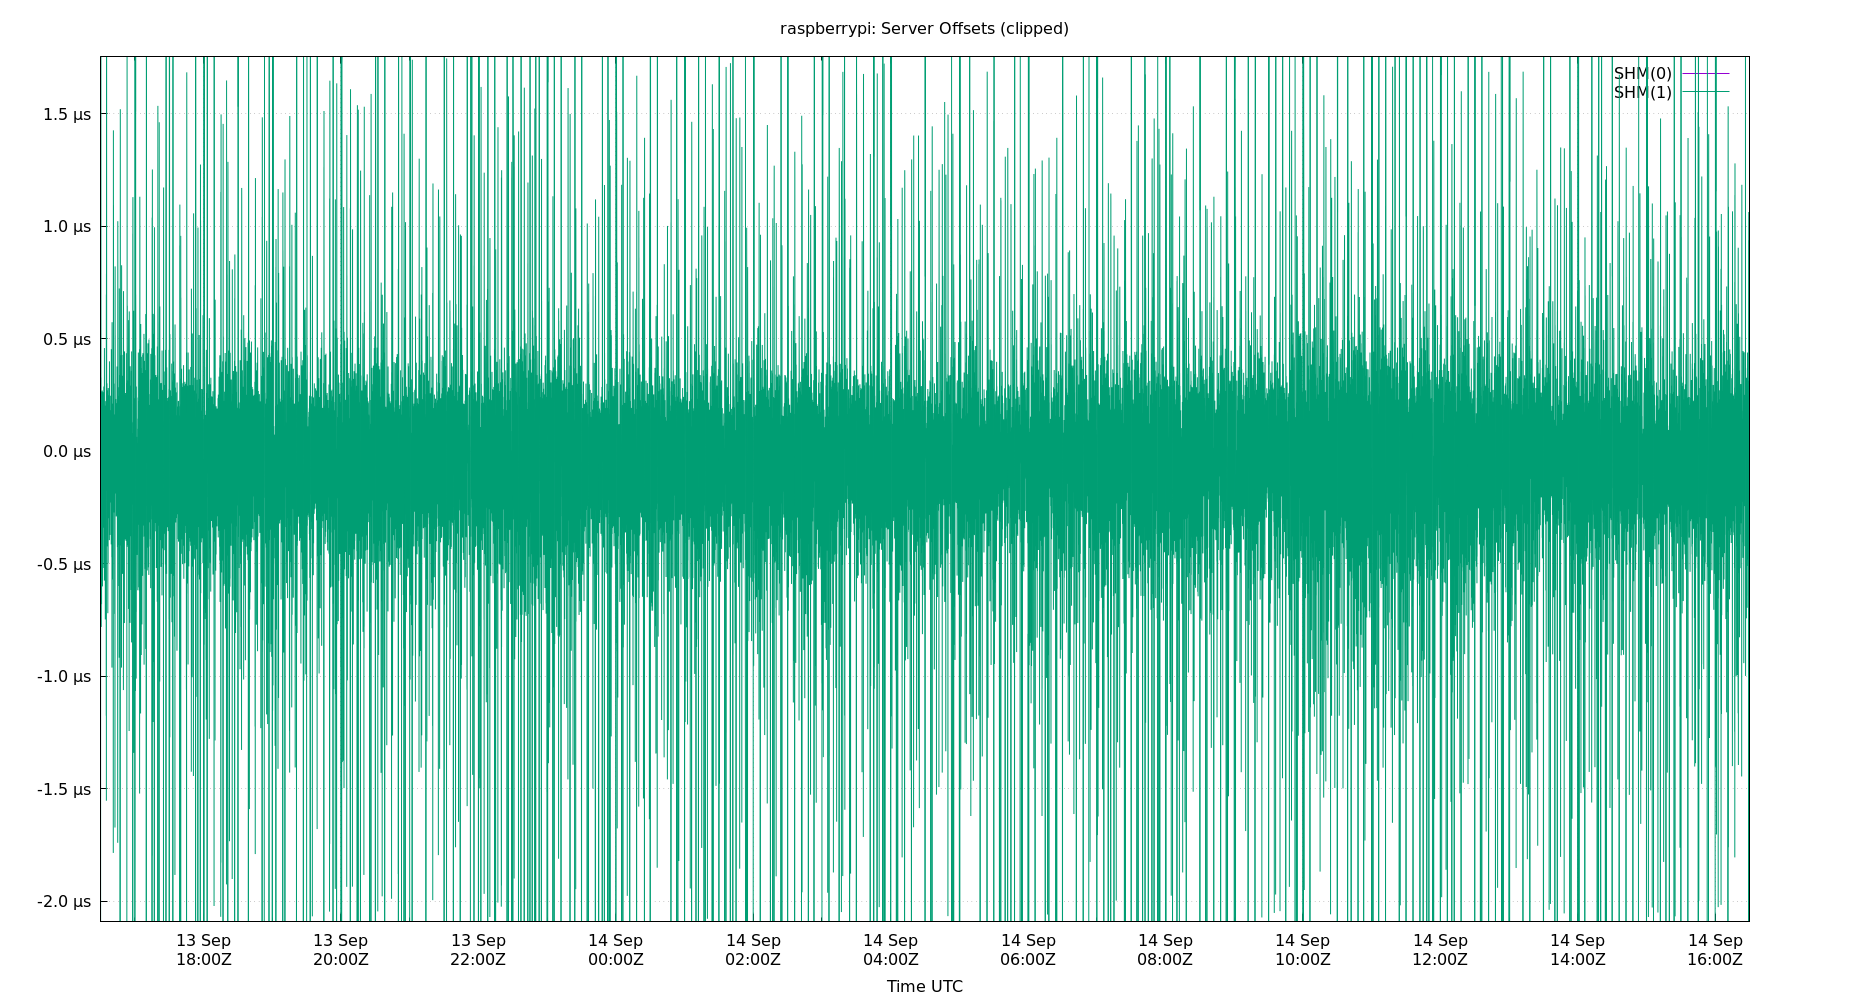 raspberrypi: Server Offsets (clipped)
SHM(0)
SHM(1)
1.5 µs
1.0 µs
0.5 µs
0.0 µs
-0.5 µs
-1.0 µs
-1.5 µs
-2.0 µs
13 Sep 13 Sep 13 Sep 14 Sep 14 Sep 14 Sep 14 Sep 14 Sep 14 Sep 14 Sep 14 Sep 14 Sep
18:00Z 20:00Z 22:00Z 00:00Z 02:00Z 04:00Z 06:00Z 08:00Z 10:00Z 12:00Z 14:00Z 16:00Z
Time UTC